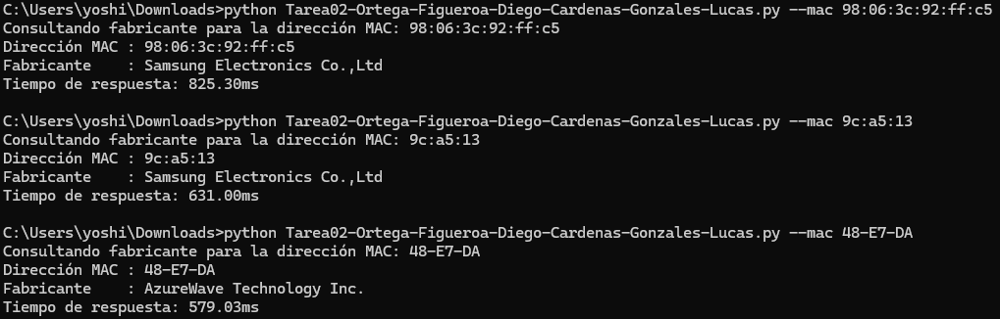 C:\Users\yoshi\Downloads>python Tarea02-Ortega-Figueroa-Diego-Cardenas-Gonzales-Lucas.py --mac 98:06:3c:92:ff:c5
Consultando fabricante para la dirección MAC: 98:06:3c:92:ff:c5
Dirección MAC : 98:06:3c:92:ff:c5
Fabricante    : Samsung Electronics Co.,Ltd
Tiempo de respuesta: 825.30ms

C:\Users\yoshi\Downloads>python Tarea02-Ortega-Figueroa-Diego-Cardenas-Gonzales-Lucas.py --mac 9c:a5:13
Consultando fabricante para la dirección MAC: 9c:a5:13
Dirección MAC : 9c:a5:13
Fabricante    : Samsung Electronics Co.,Ltd
Tiempo de respuesta: 631.00ms

C:\Users\yoshi\Downloads>python Tarea02-Ortega-Figueroa-Diego-Cardenas-Gonzales-Lucas.py --mac 48-E7-DA
Consultando fabricante para la dirección MAC: 48-E7-DA
Dirección MAC : 48-E7-DA
Fabricante    : AzureWave Technology Inc.
Tiempo de respuesta: 579.03ms